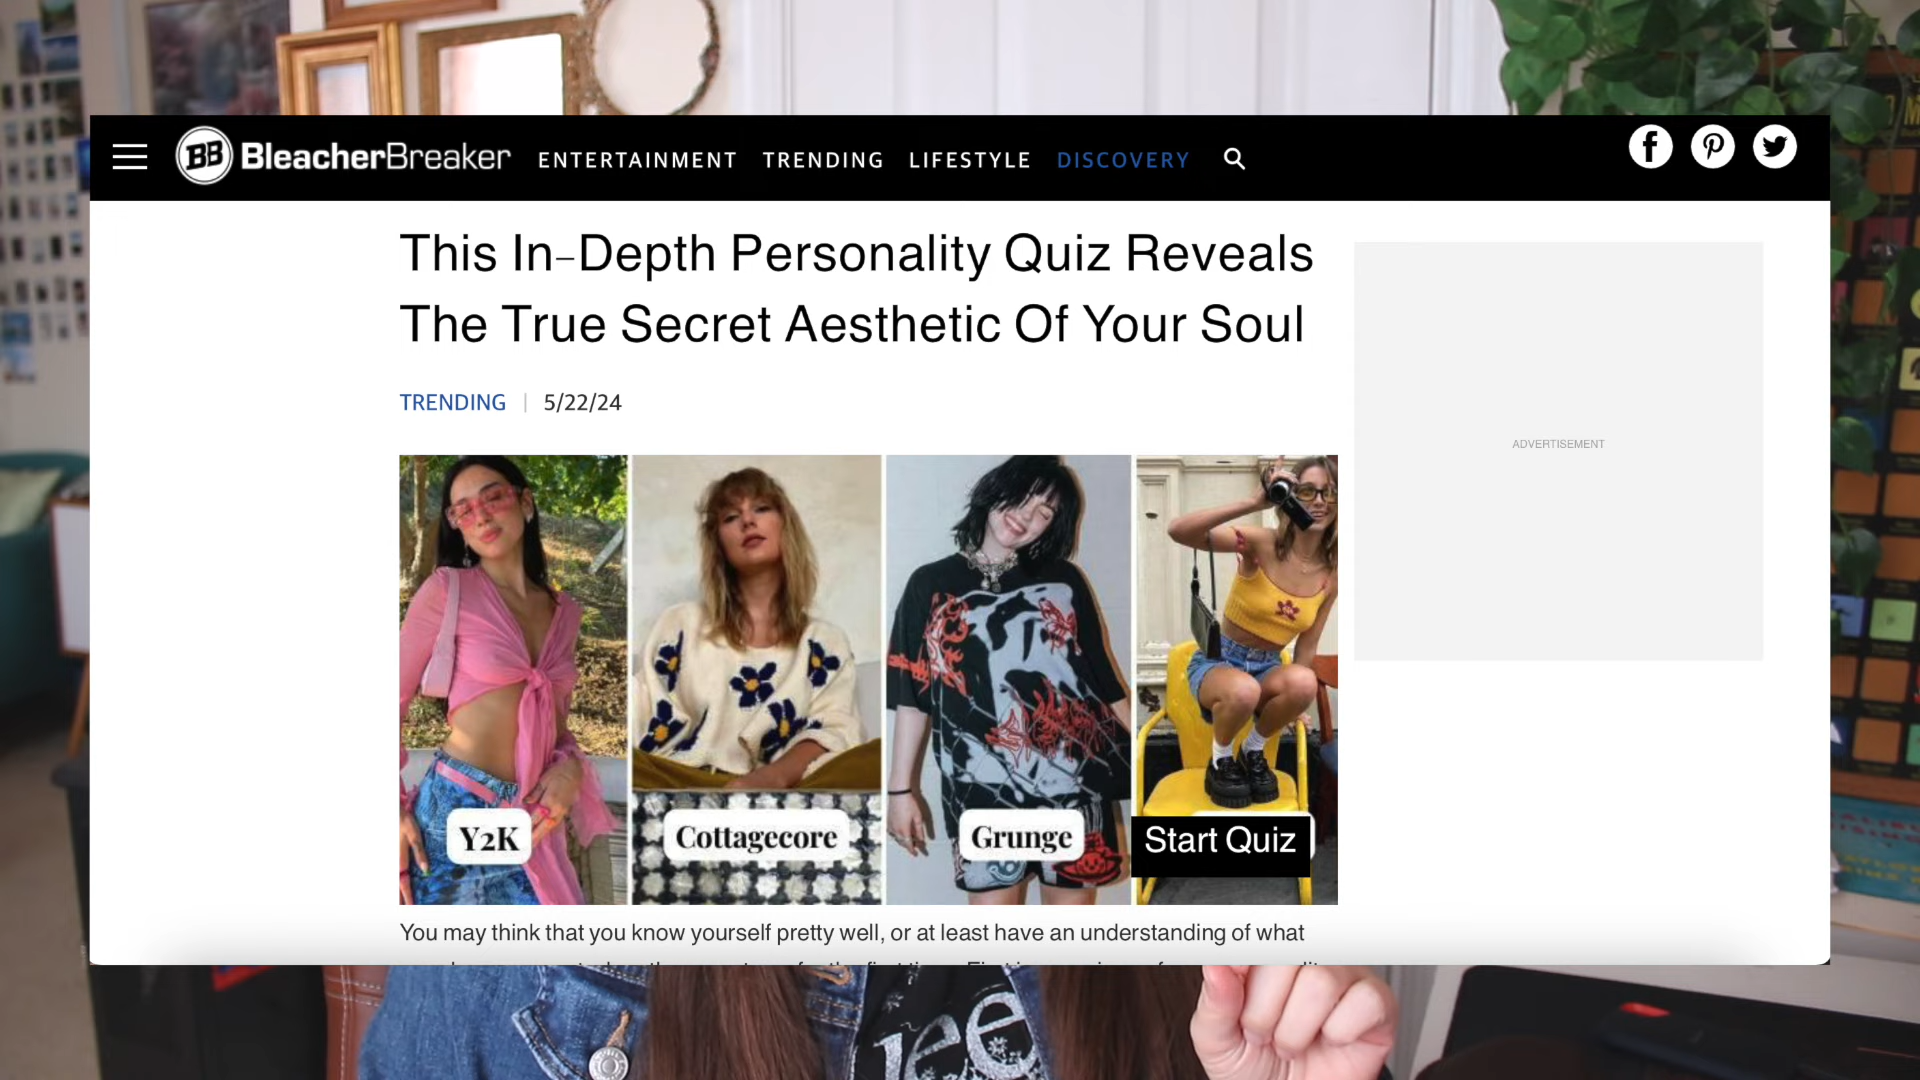 BB BleacherBreaker ENTERTAINMENT TRENDING LIFESTYLE DISCOVERY
This In-Depth Personality Quiz Reveals
The True Secret Aesthetic Of Your Soul
TRENDING | 5/22/24
ADVERTISEMENT
Y2K
Cottagecore
Grunge
Start Quiz
You may think that you know yourself pretty well, or at least have an understanding of what